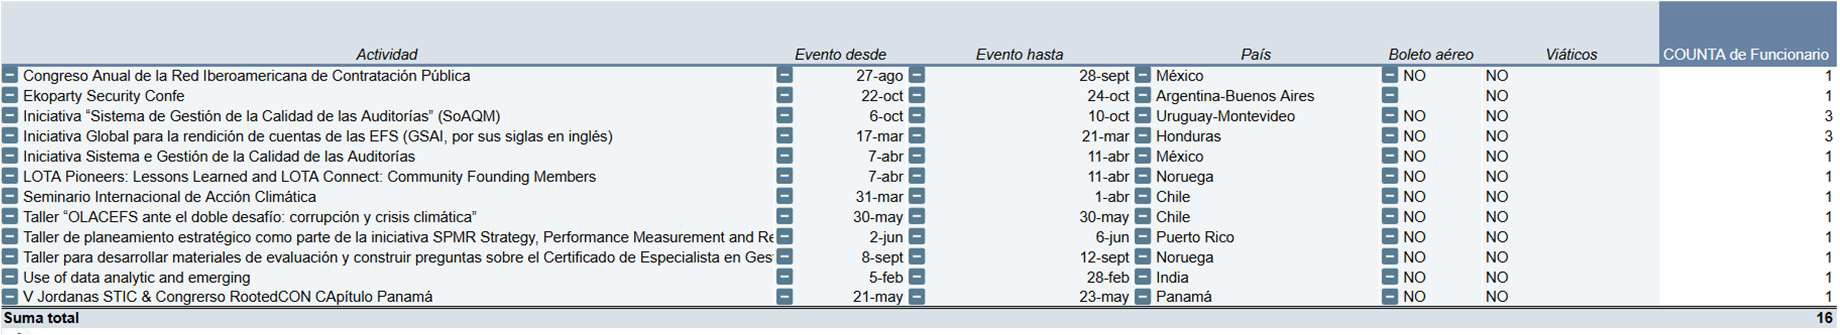 Actividad Evento desde Evento hasta País Boleto aéreo Viáticos COUNTA de Funcionario
Congreso Anual de la Red Iberoamericana de Contratación Pública 27-ago 28-sept México NO NO 1
Ekoparty Security Confe 22-oct 24-oct Argentina-Buenos Aires NO 1
Iniciativa “Sistema de Gestión de la Calidad de las Auditorías” (SoAQM) 6-oct 10-oct Uruguay-Montevideo NO NO 3
Iniciativa Global para la rendición de cuentas de las EFS (GSAI, por sus siglas en inglés) 17-mar 21-mar Honduras NO NO 3
Iniciativa Sistema e Gestión de la Calidad de las Auditorías 7-abr 11-abr México NO NO 1
LOTA Pioneers: Lessons Learned and LOTA Connect: Community Founding Members 7-abr 11-abr Noruega NO NO 1
Seminario Internacional de Acción Climática 31-mar 1-abr Chile NO NO 1
Taller “OLACEFS ante el doble desafío: corrupción y crisis climática” 30-may 30-may Chile NO NO 1
Taller de planeamiento estratégico como parte de la iniciativa SPMR Strategy, Performance Measurement and Re 2-jun 6-jun Puerto Rico NO NO 1
Taller para desarrollar materiales de evaluación y construir preguntas sobre el Certificado de Especialista en Ges 8-sept 12-sept Noruega NO NO 1
Use of data analytic and emerging 5-feb 28-feb India NO NO 1
V Jordanas STIC & Congrerso RootedCON CApítulo Panamá 21-may 23-may Panamá NO NO 1
Suma total 16